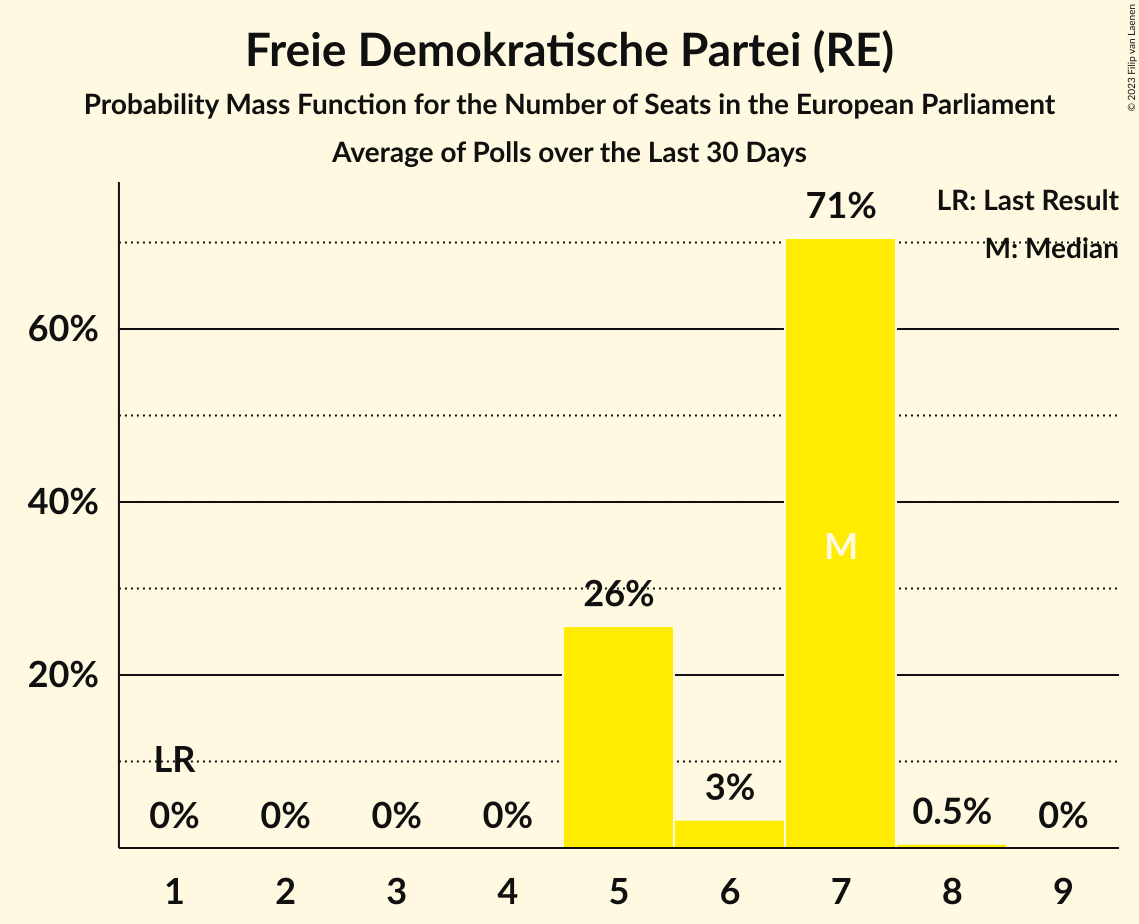 Freie Demokratische Partei (RE)
Probability Mass Function for the Number of Seats in the European Parliament
Average of Polls over the Last 30 Days
© 2023 Filip van Laenen
LR: Last Result
M: Median
71%
60%
40%
M
26%
20%
LR
0%
0%
0%
0%
3%
0.5%
0%
1 2 3 4 5 6 7 8 9